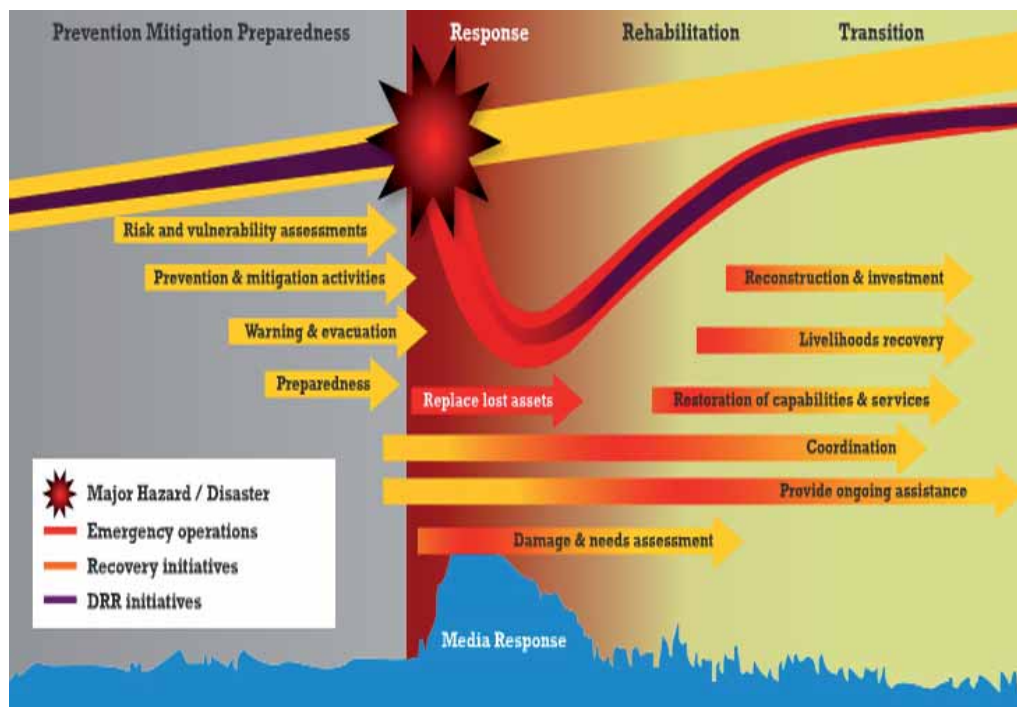 Prevention Mitigation Preparedness
Response
Rehabilitation
Transition
Risk and vulnerability assessments
Prevention & mitigation activities
Warning & evacuation
Preparedness
Reconstruction & investment
Livelihoods recovery
Replace lost assets
Restoration of capabilities & services
Coordination
Provide ongoing assistance
Damage & needs assessment
Major Hazard / Disaster
Emergency operations
Recovery initiatives
DRR initiatives
Media Response